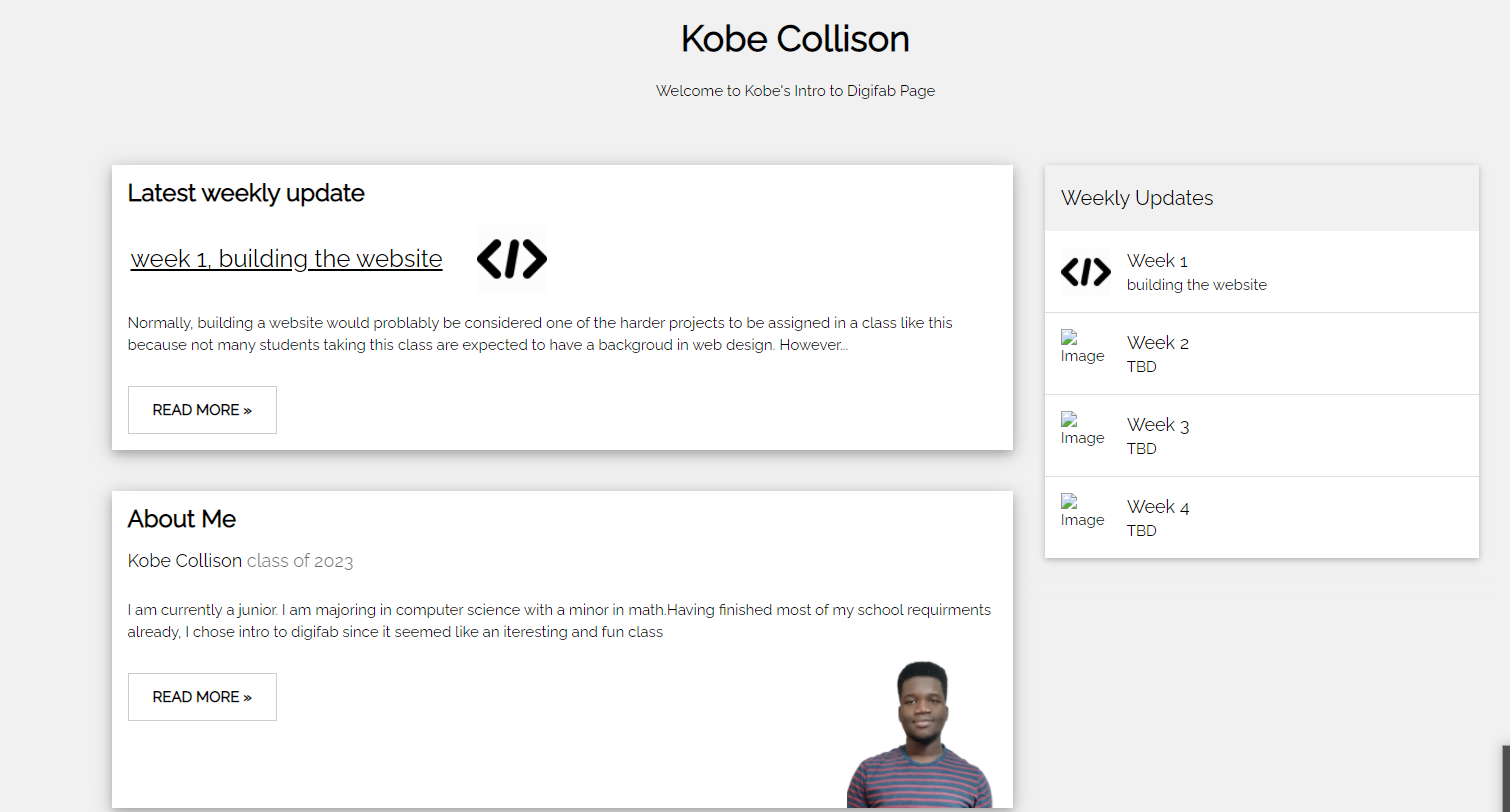 Kobe Collison
Welcome to Kobe's Intro to Digifab Page
Latest weekly update
week 1, building the website
</>
Normally, building a website would problably be considered one of the harder projects to be assigned in a class like this
because not many students taking this class are expected to have a backgroud in web design. However...
READ MORE »
About Me
Kobe Collison class of 2023
I am currently a junior. I am majoring in computer science with a minor in math.Having finished most of my school requirments
already, I chose intro to digifab since it seemed like an iteresting and fun class
READ MORE »
Weekly Updates
</>
Week 1
building the website
Image
Week 2
TBD
Image
Week 3
TBD
Image
Week 4
TBD